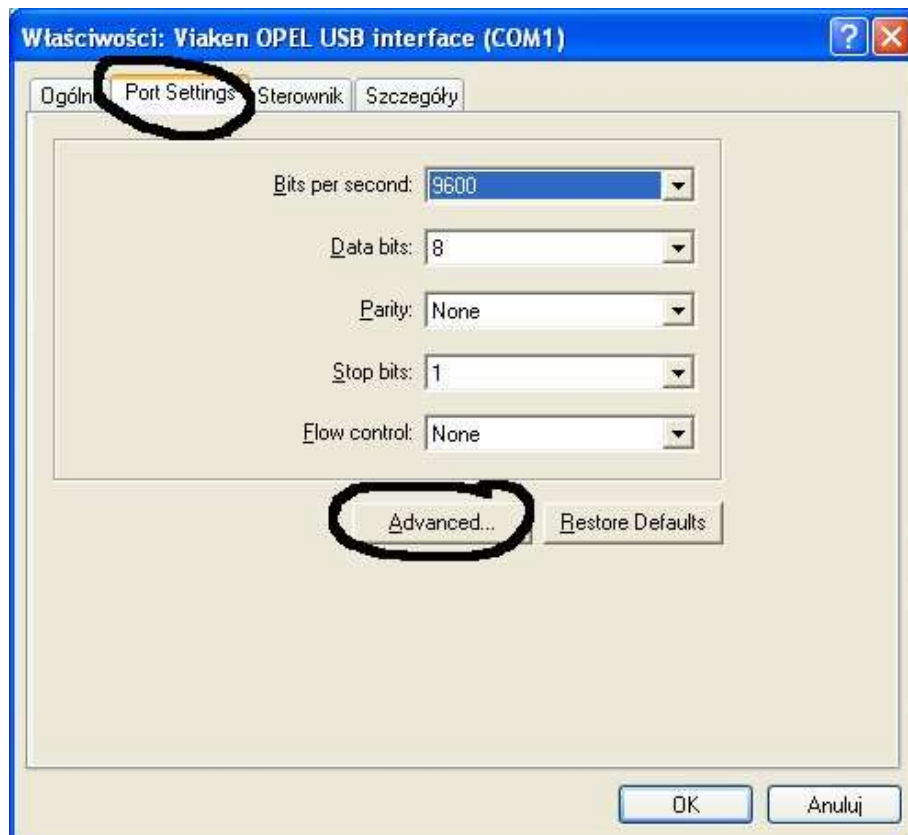 Właściwości: Viaken OPEL USB interface (COM1)
Ogóln Port Settings Sterownik Szczegóły
Bits per second: 9600
Data bits: 8
Parity: None
Stop bits: 1
Flow control: None
Advanced... Restore Defaults
OK Anuluj